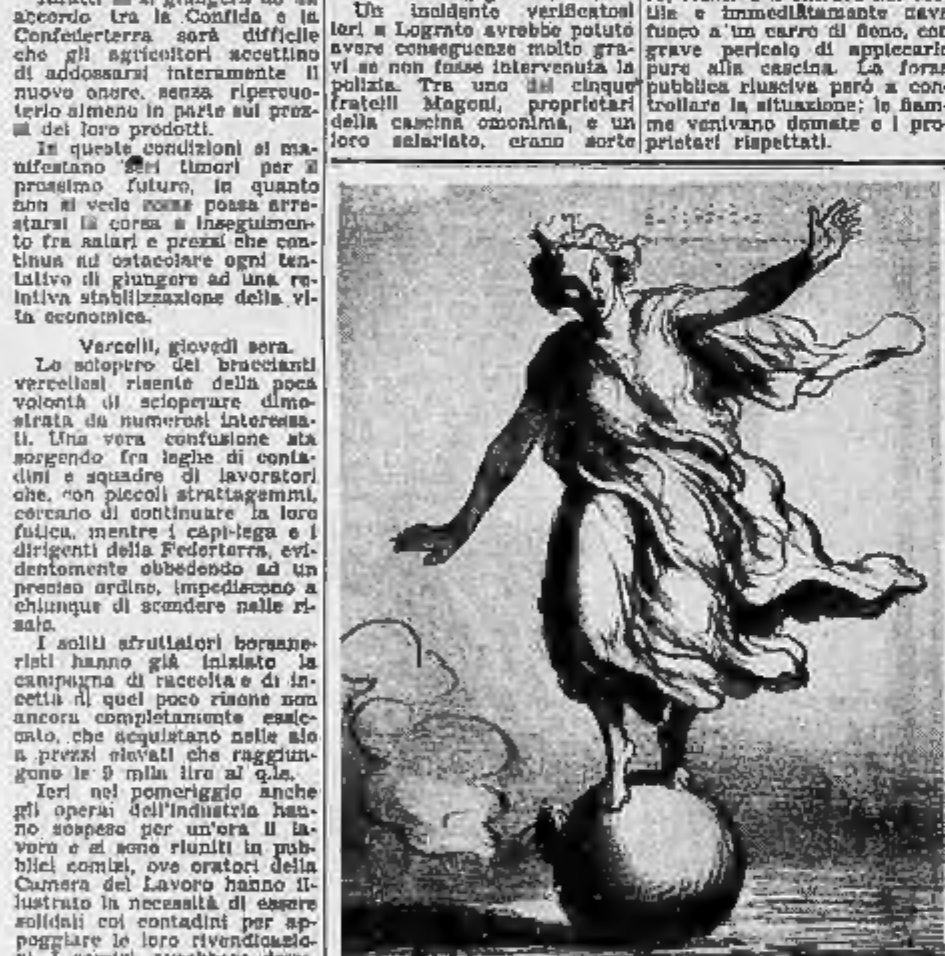 accordo tra la Confida e la
Confederterra sarà difficile
che gli agricoltori accettino
di addossarsi interamente il
nuovo onere, senza ripercuo-
terlo almeno in parte sui prez-
dei loro prodotti.
In queste condizioni si ma-
nifestano seri timori per il
prossimo futuro, in quanto
non si vede come possa arre-
starsi la corsa a inseguimen-
to fra salari e prezzi che con-
tinua ad ostacolare ogni ten-
tativo di giungere ad una re-
lativa stabilizzazione della vi-
ta economica.
Vercelli, giovedì sera.
Lo sciopero dei braccianti
vercellesi risente della poca
volontà di scioperare dimo-
strata da numerosi interessa-
ti. Una vera confusione sta
sorgendo fra leghe di conta-
dini e squadre di lavoratori
che, con piccoli strattagemmi,
cercano di continuare la loro
fatica, mentre i capi-lega e i
dirigenti della Federterra, evi-
dentemente obbedendo ad un
preciso ordine, impediscono a
chiunque di scendere nelle ri-
saie.
I soliti sfruttatori borsane-
risti hanno già iniziato la
campagna di raccolta e di in-
cetta di quel poco risone non
ancora completamente essic-
cato, che acquistano nelle aie
a prezzi elevati che raggiun-
gono le 9 mila lire al q.le.
Ieri nel pomeriggio anche
gli operai dell'industria han-
no sospeso per un'ora il la-
voro e si sono riuniti in pub-
blici comizi, ove oratori della
Camera del Lavoro hanno il-
lustrato la necessità di essere
solidali coi contadini per ap-
poggiare le loro rivendicazio-
Un incidente verificatosi
ieri a Lograto avrebbe potuto
avere conseguenze molto gra-
vi se non fosse intervenuta la
polizia. Tra uno dei cinque
fratelli Magoni, proprietari
della cascina omonima, e un
loro salariato, erano sorte
tile e immediatamente dava
fuoco a un carro di fieno, con
grave pericolo di appiccarlo
pure alla cascina. La forza
pubblica riusciva però a con-
trollare la situazione; le fiam-
me venivano domate e i pro-
prietari rispettati.